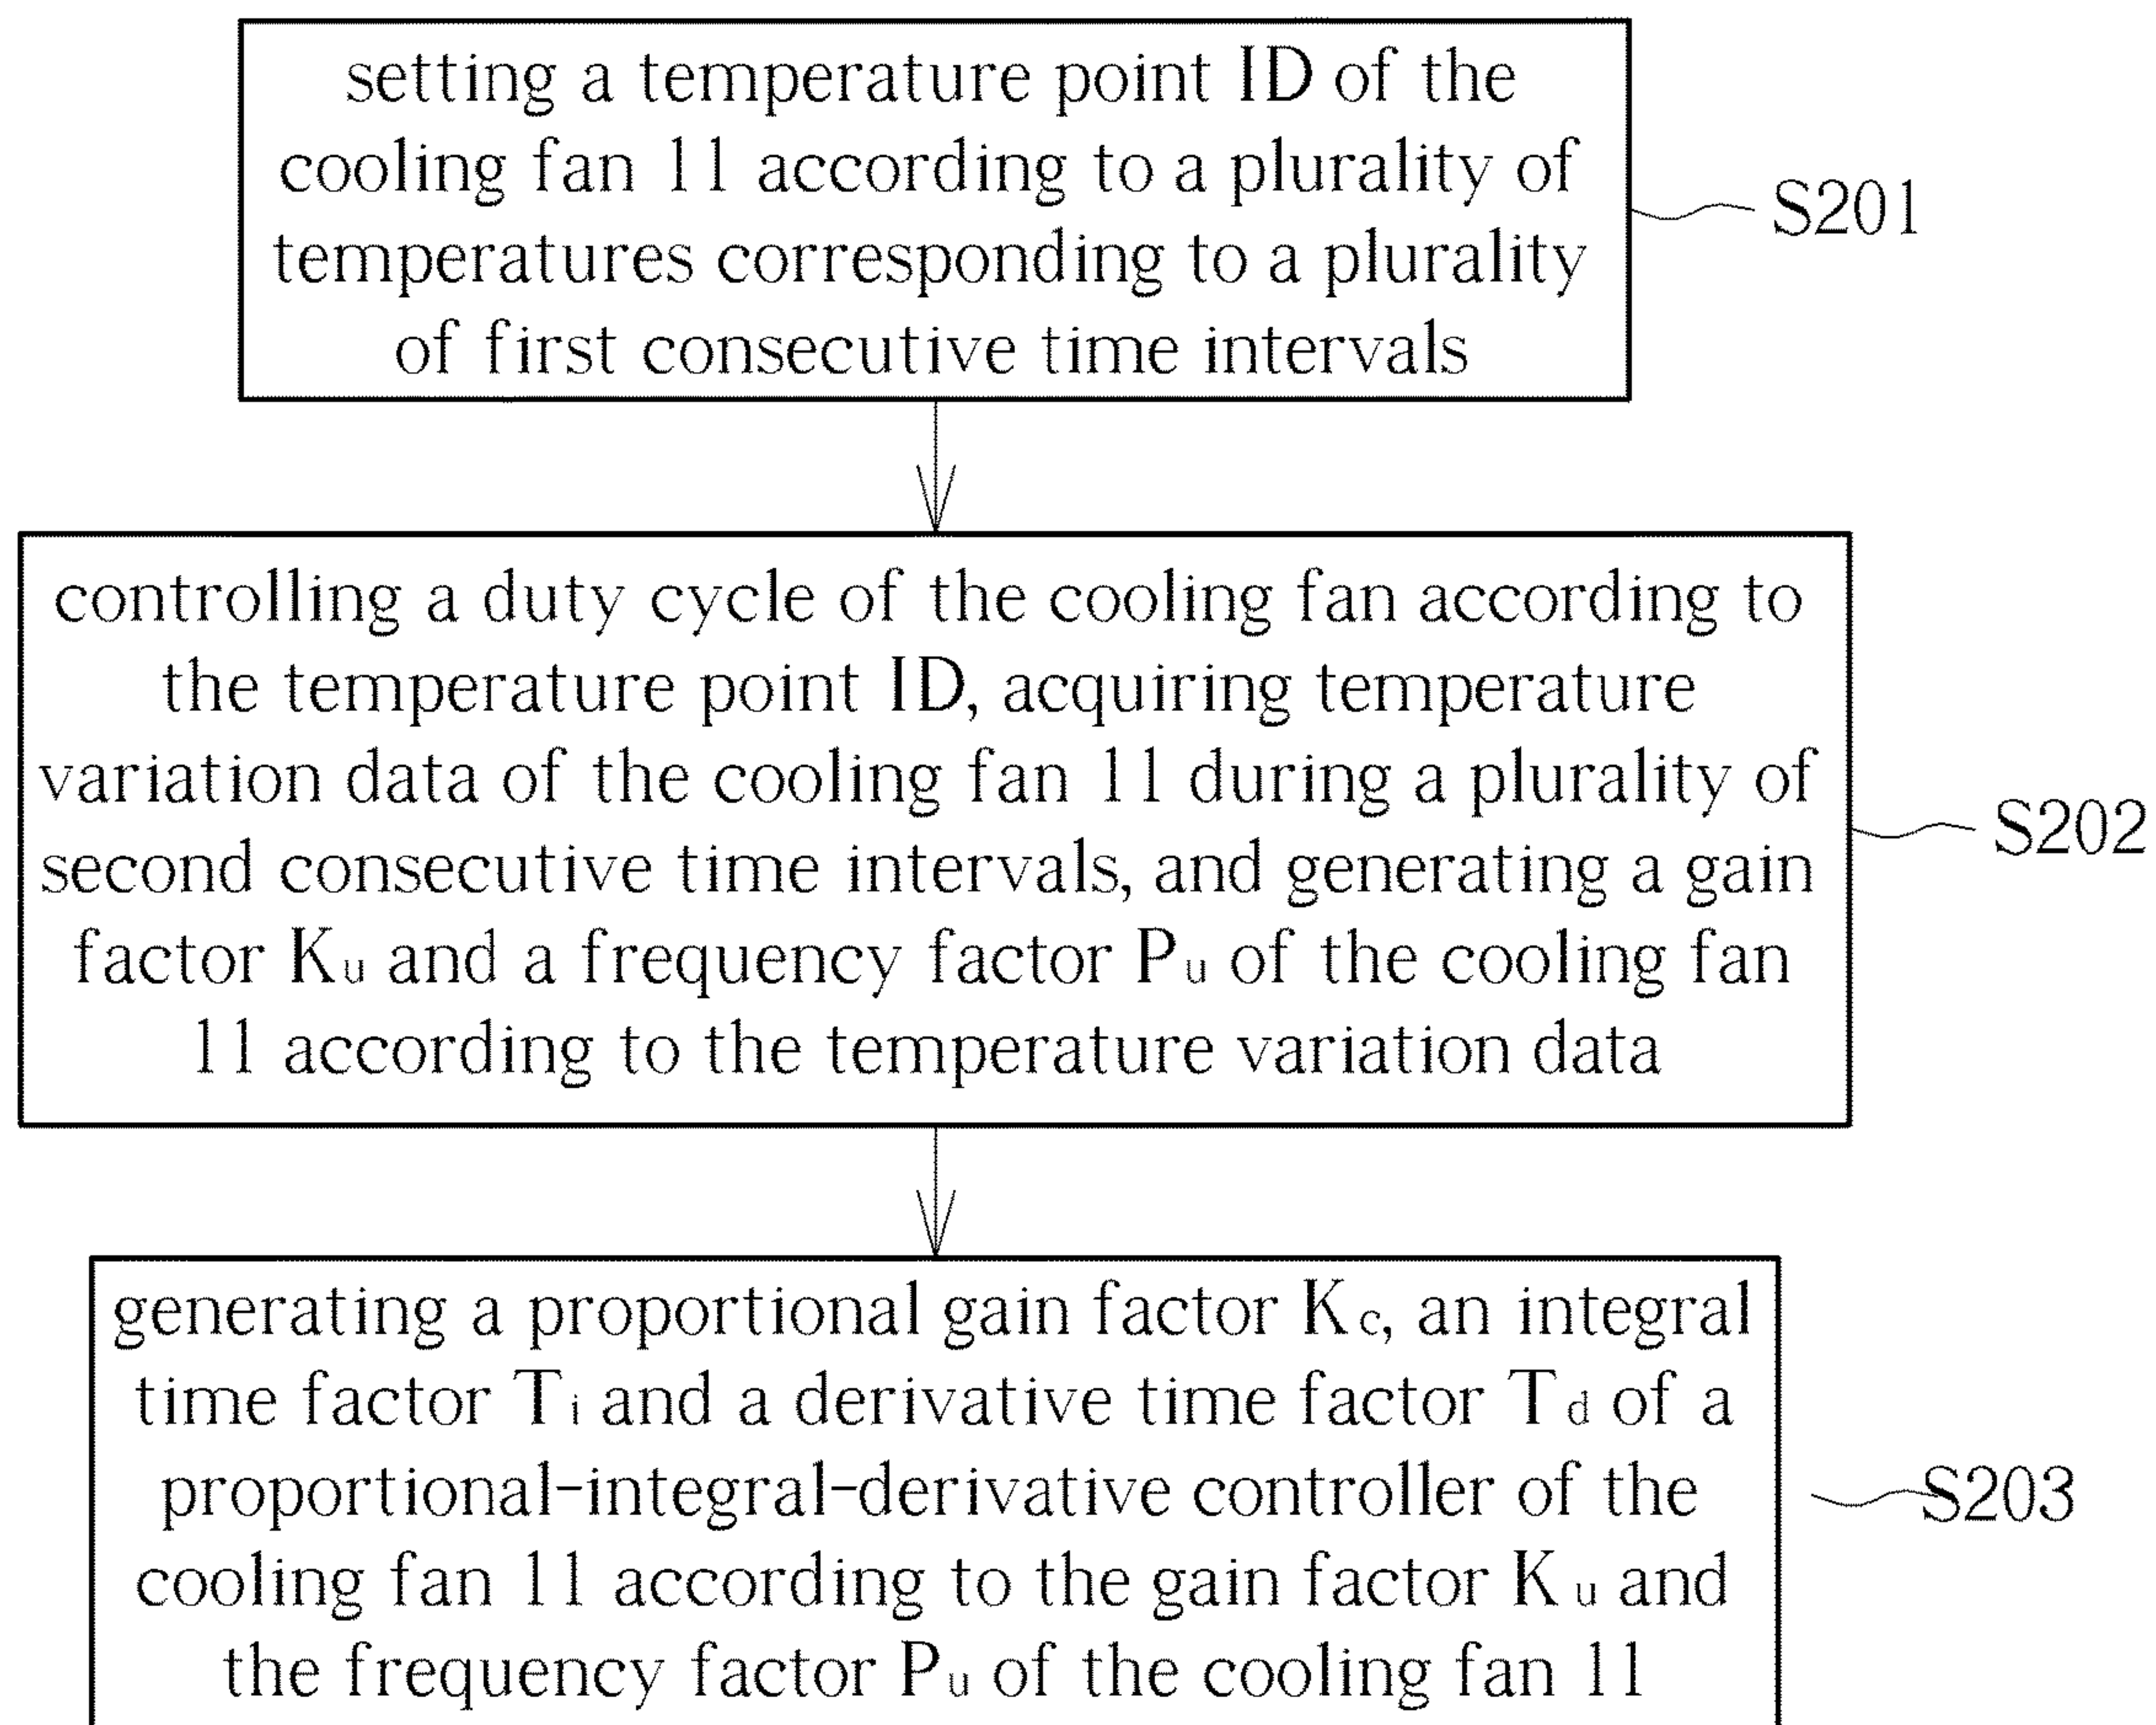 setting a temperature point ID of the
cooling fan 11 according to a plurality of
temperatures corresponding to a plurality
of first consecutive time intervals
S201
controlling a duty cycle of the cooling fan according to
the temperature point ID, acquiring temperature
variation data of the cooling fan 11 during a plurality of
second consecutive time intervals, and generating a gain
factor Ku and a frequency factor Pu of the cooling fan
11 according to the temperature variation data
S202
generating a proportional gain factor Kc, an integral
time factor Ti and a derivative time factor Td of a
proportional-integral-derivative controller of the
cooling fan 11 according to the gain factor Ku and
the frequency factor Pu of the cooling fan 11
S203